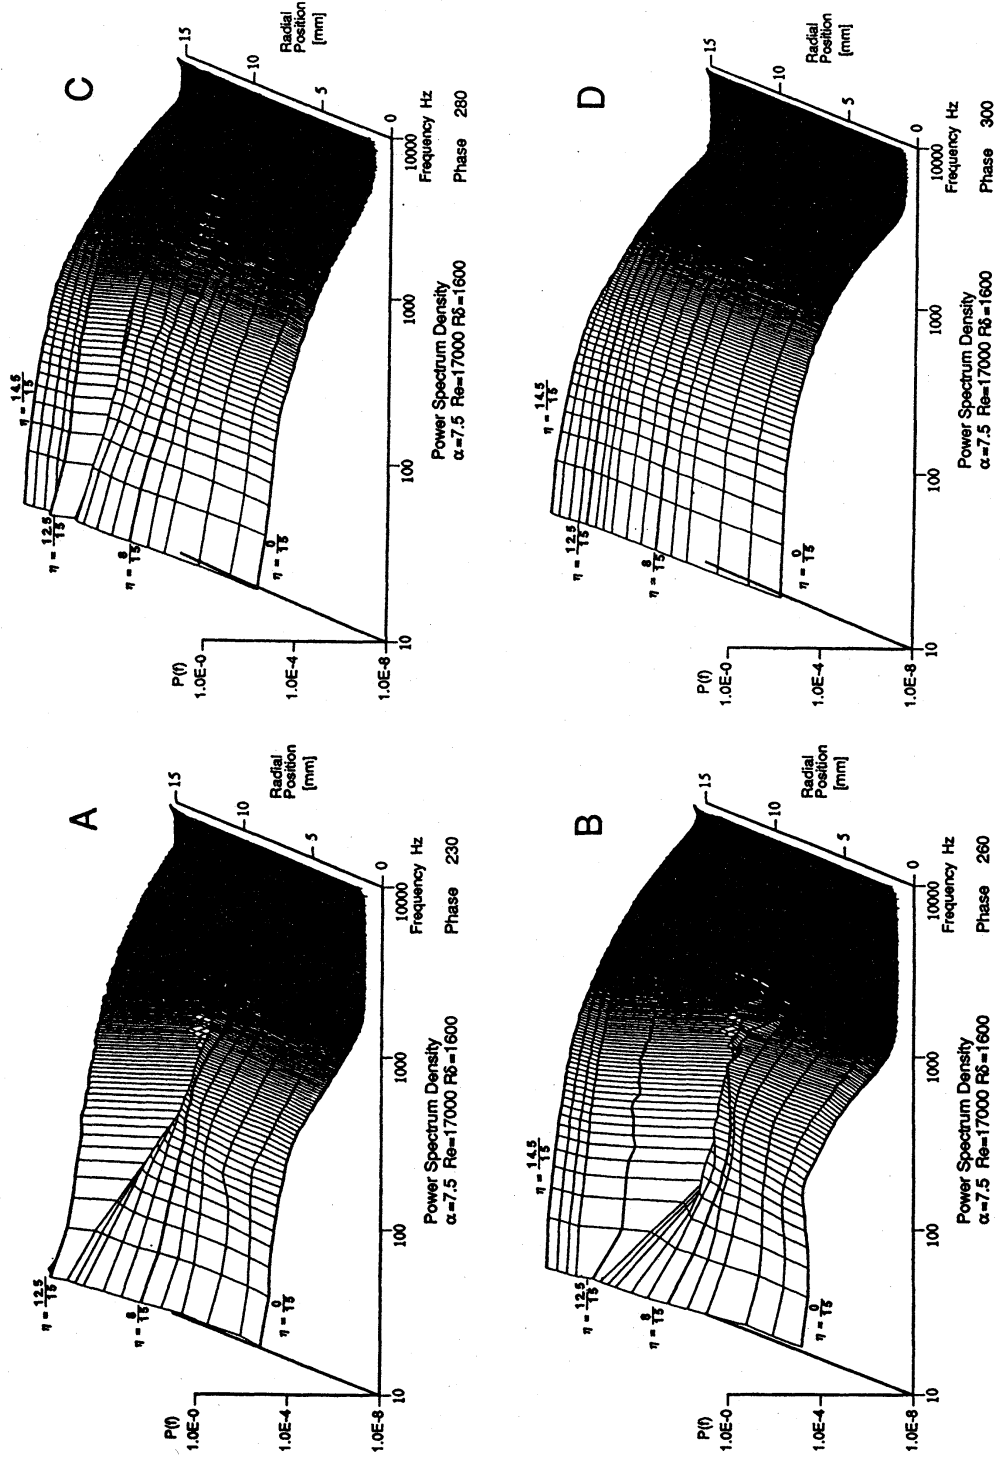 A
P(f)
1.0E-0
1.0E-4
1.0E-8
η = 12.5/15
η = 8/15
η = 0/15
10
100
1000
10000
Frequency Hz
0
5
10
15
Radial
Position
[mm]
Power Spectrum Density
α=7.5 Re=17000 Rδ=1600
Phase 230
C
P(f)
1.0E-0
1.0E-4
1.0E-8
η = 14.5/15
η = 12.5/15
η = 8/15
η = 0/15
10
100
1000
10000
Frequency Hz
0
5
10
15
Radial
Position
[mm]
Power Spectrum Density
α=7.5 Re=17000 Rδ=1600
Phase 280
B
P(f)
1.0E-0
1.0E-4
1.0E-8
η = 14.5/15
η = 12.5/15
η = 8/15
η = 0/15
10
100
1000
10000
Frequency Hz
0
5
10
15
Radial
Position
[mm]
Power Spectrum Density
α=7.5 Re=17000 Rδ=1600
Phase 260
D
P(f)
1.0E-0
1.0E-4
1.0E-8
η = 14.5/15
η = 12.5/15
η = 8/15
η = 0/15
10
100
1000
10000
Frequency Hz
0
5
10
15
Radial
Position
[mm]
Power Spectrum Density
α=7.5 Re=17000 Rδ=1600
Phase 300